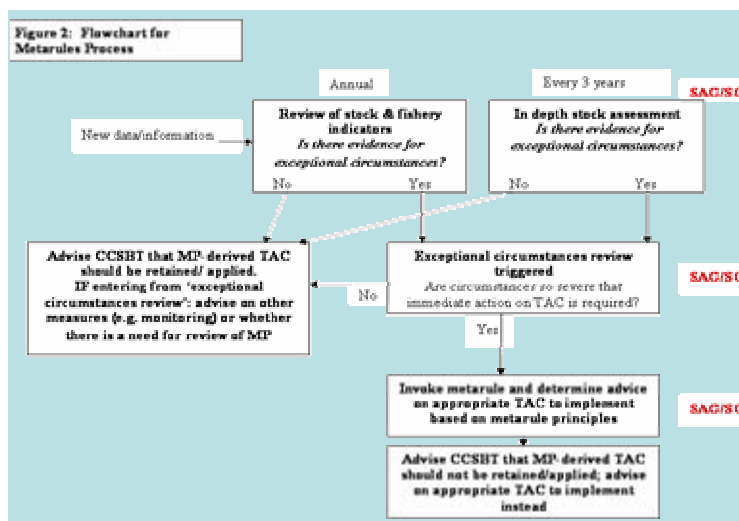 Figure 2: Flowchart for
Metarules Process
Annual
Every 3 years
SAG/SC
New data/information
Review of stock & fishery
indicators
Is there evidence for
exceptional circumstances?
No Yes
In depth stock assessment
Is there evidence for
exceptional circumstances?
No Yes
Advise CCSBT that MP-derived TAC
should be retained/ applied.
IF entering from 'exceptional
circumstances review': advise on other
measures (e.g. monitoring) or whether
there is a need for review of MP
No
Exceptional circumstances review
triggered
Are circumstances so severe that
immediate action on TAC is required?
SAG/SC
Yes
Invoke metarule and determine advice
on appropriate TAC to implement
based on metarule principles
SAG/SC
Advise CCSBT that MP-derived TAC
should not be retained/applied; advise
on appropriate TAC to implement
instead